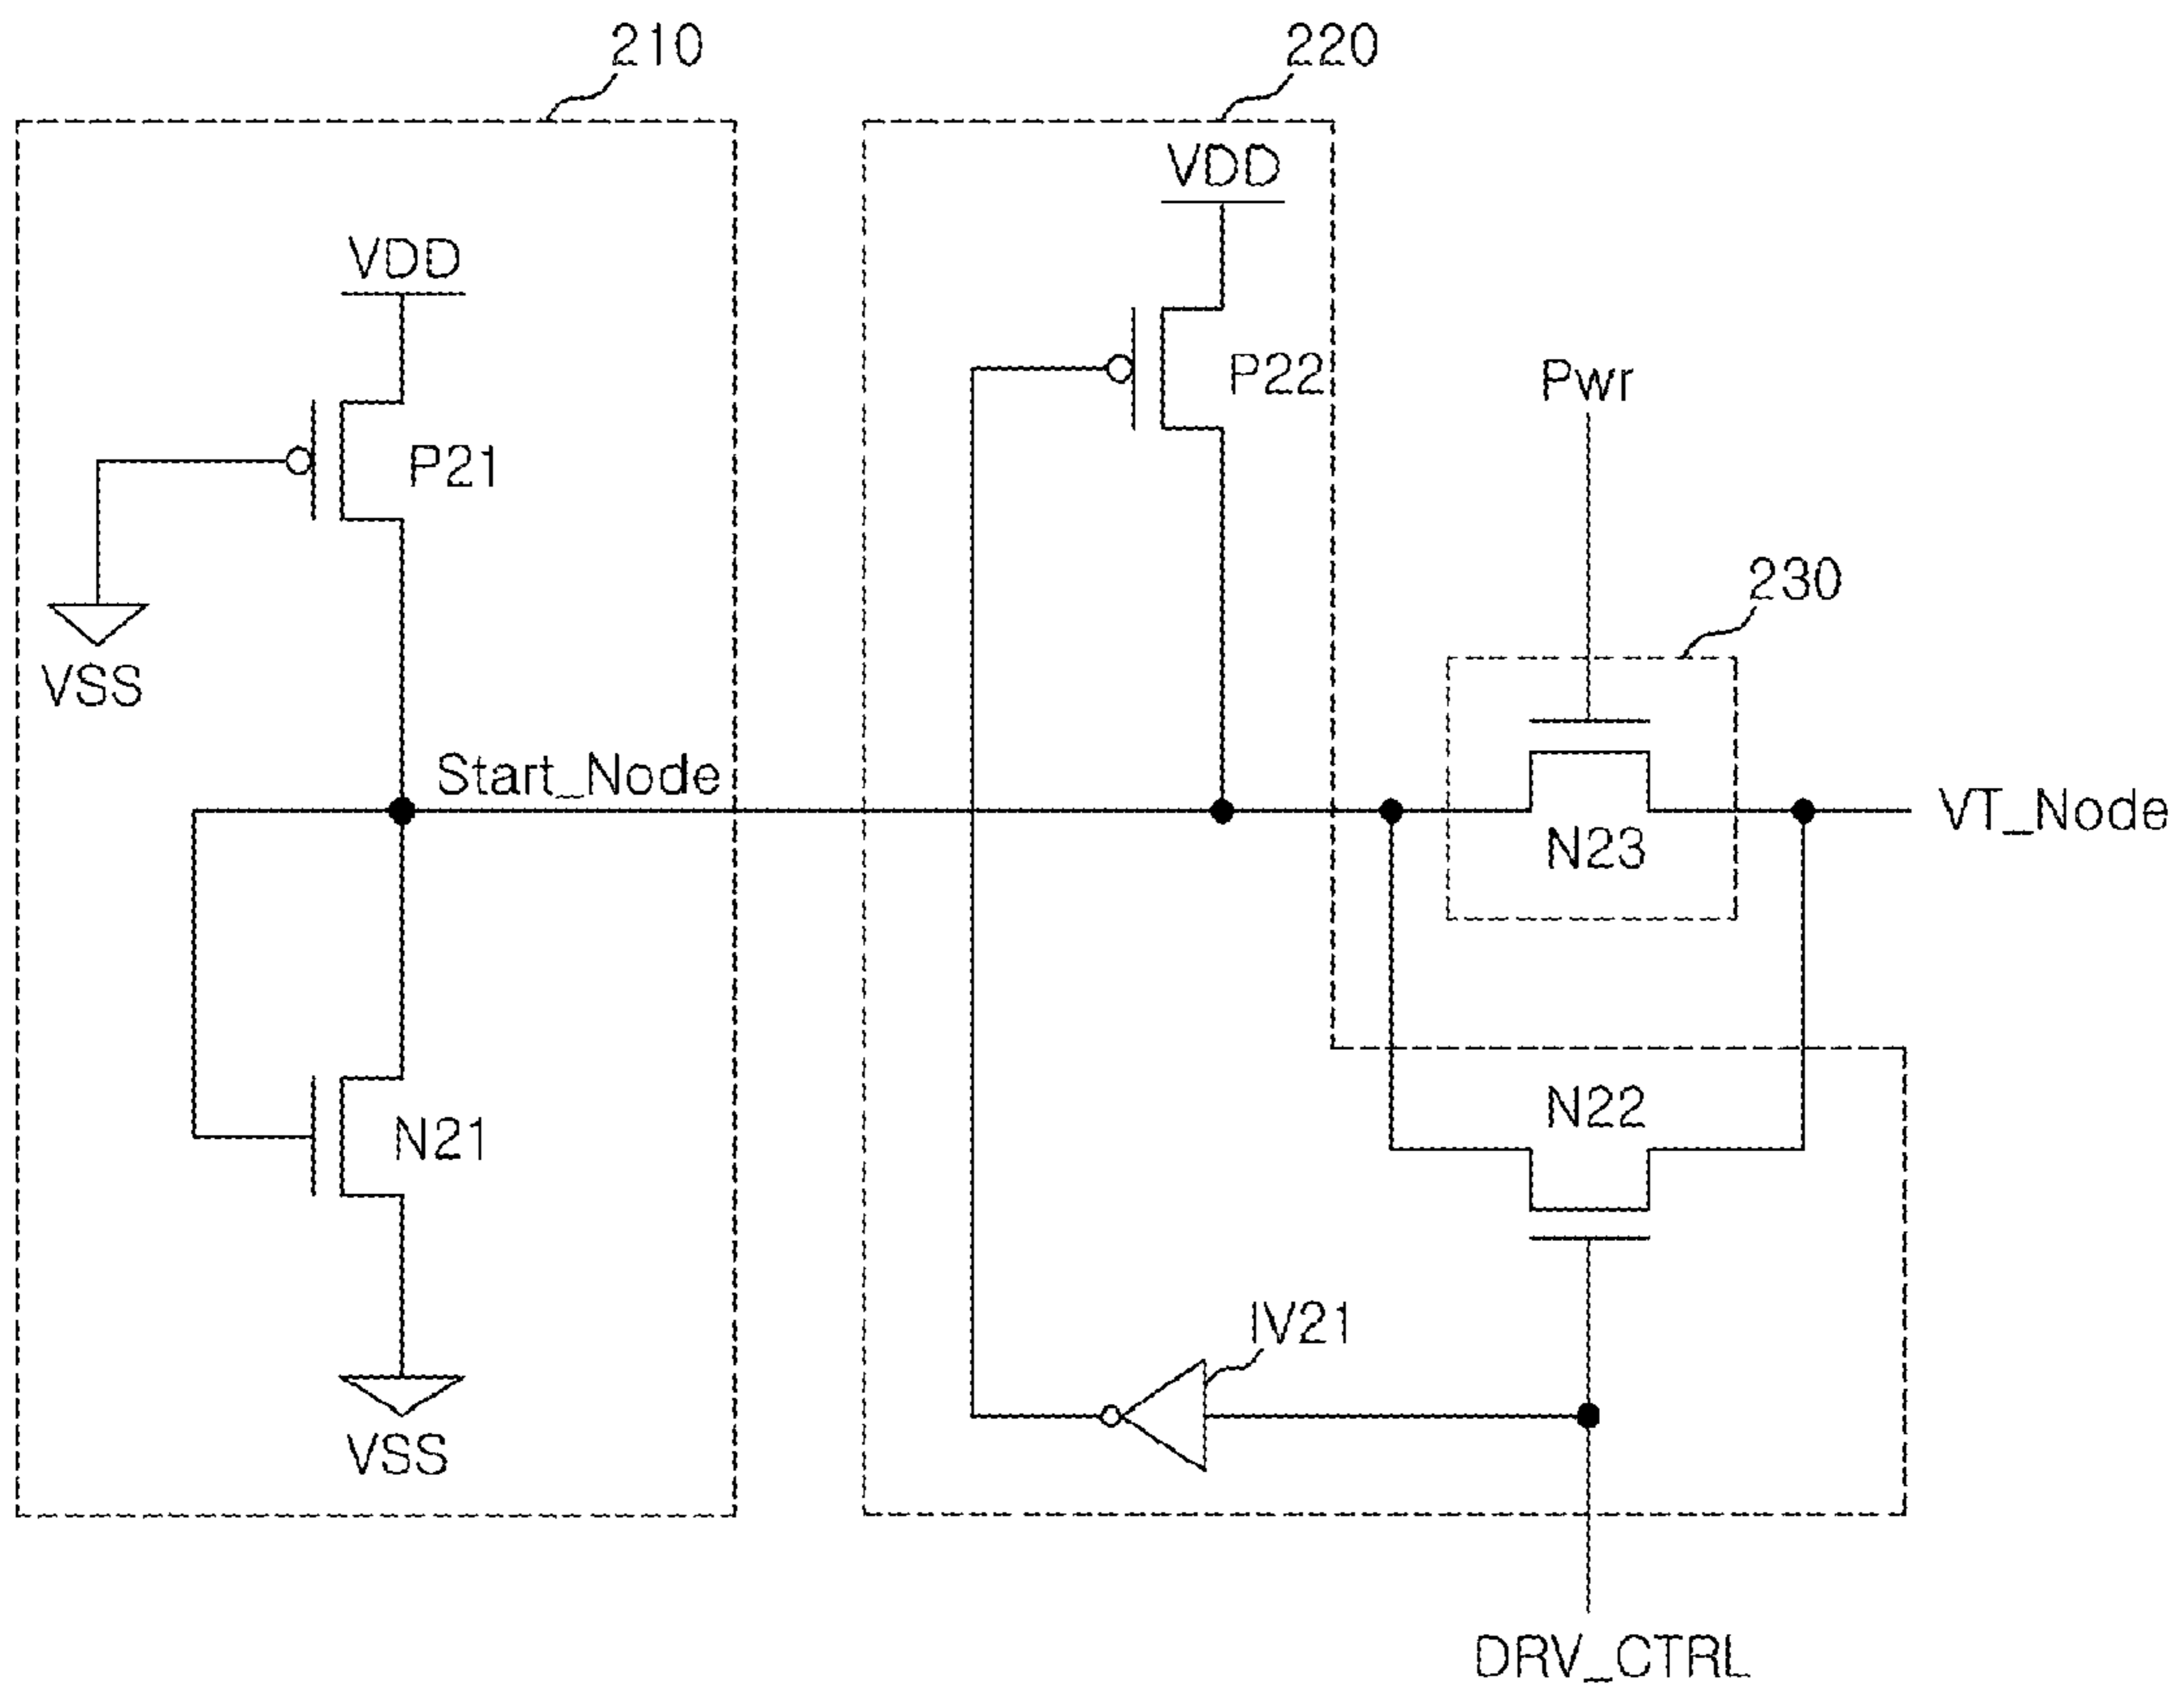 210
220
VDD
VDD
P22
Pwr
P21
230
VSS
Start_Node
VT_Node
N23
N22
N21
IV21
VSS
DRV_CTRL